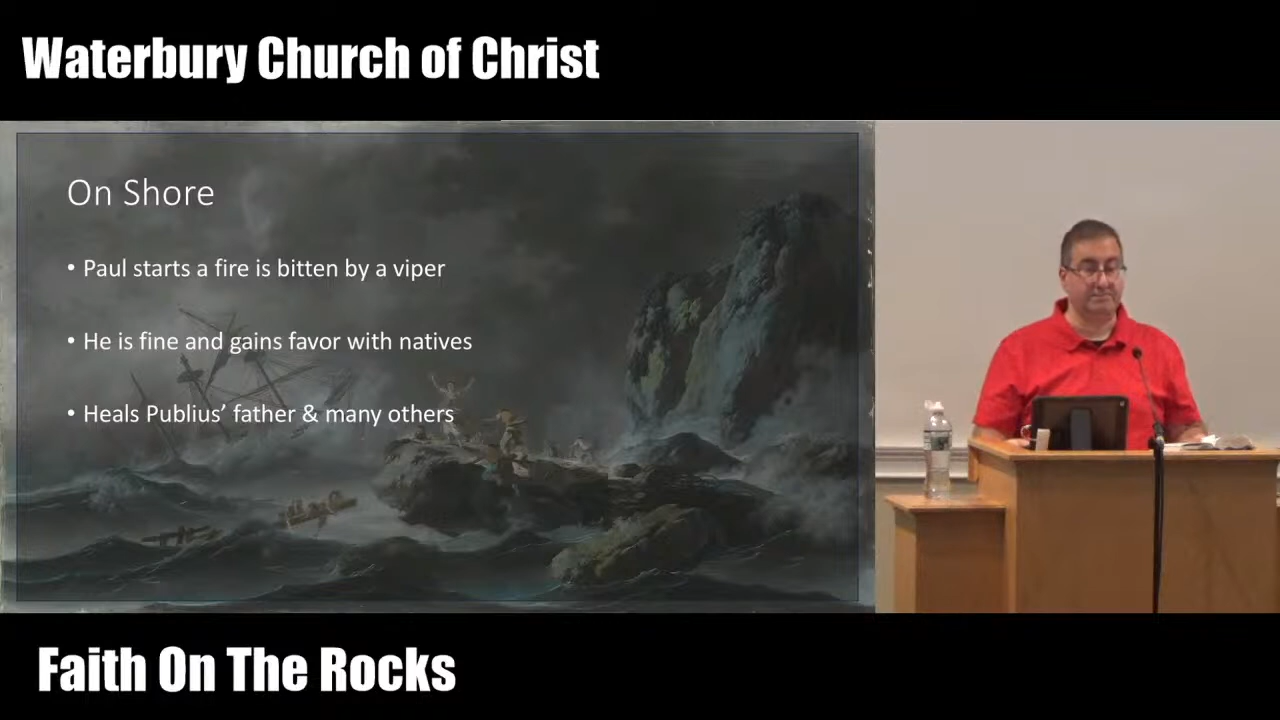 Waterbury Church of Christ
On Shore
• Paul starts a fire is bitten by a viper
• He is fine and gains favor with natives
• Heals Publius’ father & many others
Faith On The Rocks